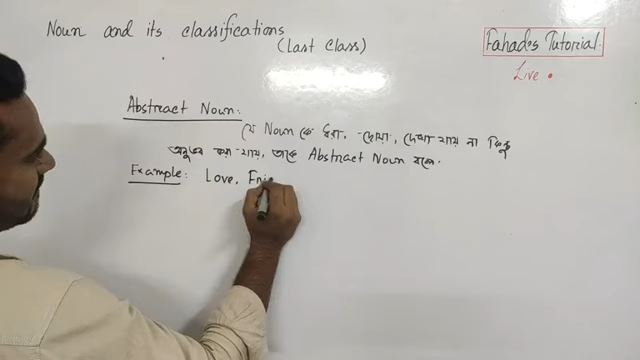 Noun and its classifications
(Last Class)
Fahades Tutorial
Live
Abstract Noun:
যে Noun কে ধরা, ছোয়া, দেখা যায় না কিন্তু
অনুভব করা যায়, তাকে Abstract Noun বলে.
Example: Love, Frie